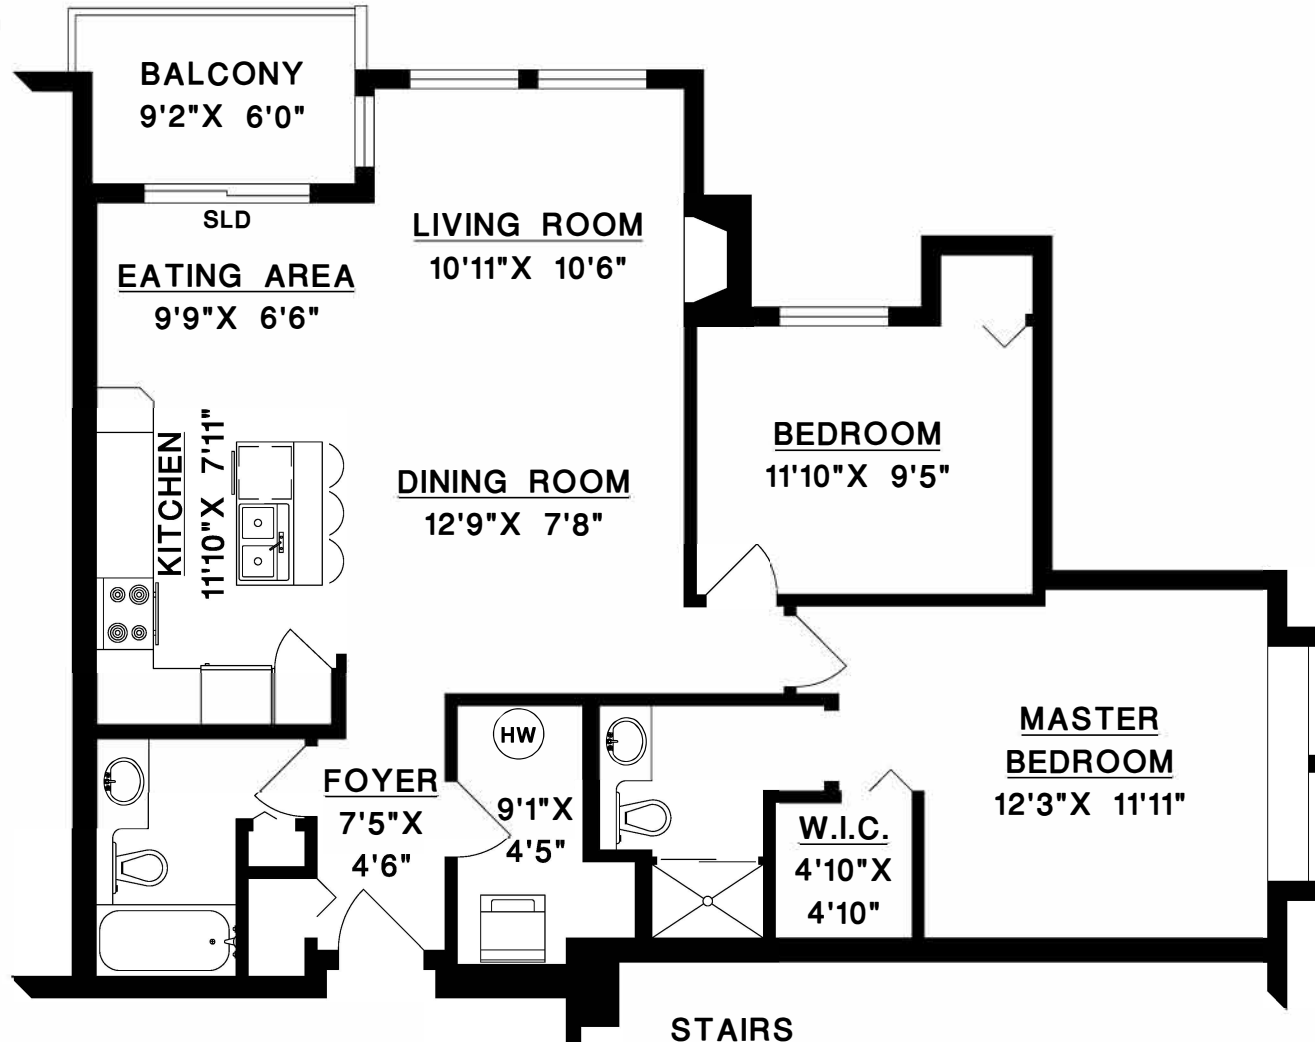 BALCONY
9'2"X 6'0"
SLD
LIVING ROOM
10'11"X 10'6"
EATING AREA
9'9"X 6'6"
KITCHEN
11'10"X 7'11"
DINING ROOM
12'9"X 7'8"
BEDROOM
11'10"X 9'5"
MASTER
BEDROOM
12'3"X 11'11"
HW
FOYER
7'5"X
4'6"
9'1"X
4'5"
W.I.C.
4'10"X
4'10"
STAIRS